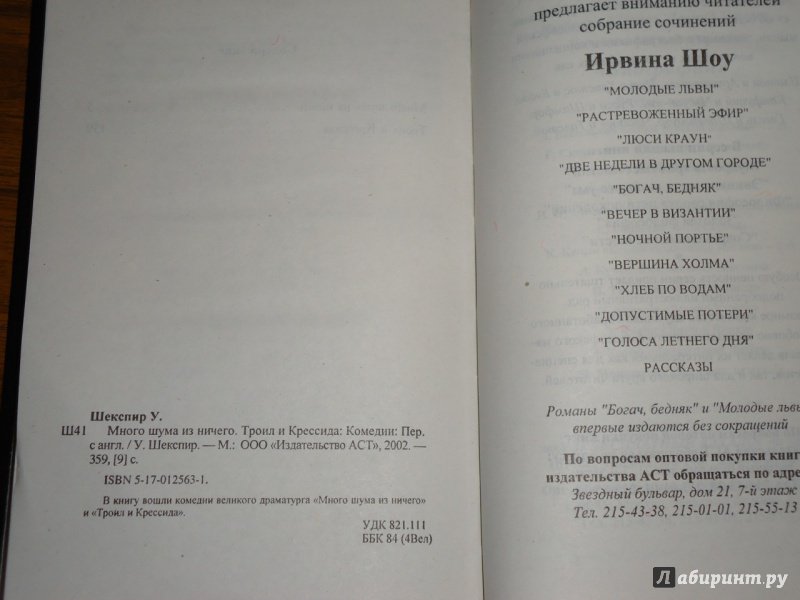 Шекспир У.
Ш41 Много шума из ничего. Троил и Крессида: Комедии: Пер.
с англ. / У. Шекспир. — М.: ООО «Издательство АСТ», 2002. —
359, [9] с.
ISBN 5-17-012563-1.
В книгу вошли комедии великого драматурга «Много шума из ничего»
и «Троил и Крессида».
УДК 821.111
ББК 84 (4Вел)
предлагает вниманию читателей
собрание сочинений
Ирвина Шоу
"МОЛОДЫЕ ЛЬВЫ"
"РАСТРЕВОЖЕННЫЙ ЭФИР"
"ЛЮСИ КРАУН"
"ДВЕ НЕДЕЛИ В ДРУГОМ ГОРОДЕ"
"БОГАЧ, БЕДНЯК"
"ВЕЧЕР В ВИЗАНТИИ"
"НОЧНОЙ ПОРТЬЕ"
"ВЕРШИНА ХОЛМА"
"ХЛЕБ ПО ВОДАМ"
"ДОПУСТИМЫЕ ПОТЕРИ"
"ГОЛОСА ЛЕТНЕГО ДНЯ"
РАССКАЗЫ
Романы "Богач, бедняк" и "Молодые львы
впервые издаются без сокращений
По вопросам оптовой покупки книг
издательства АСТ обращаться по адре
Звездный бульвар, дом 21, 7-й этаж
Тел. 215-43-38, 215-01-01, 215-55-13
Лабиринт.ру